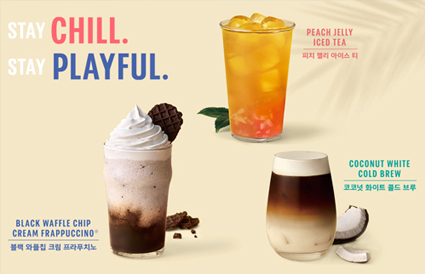 STAY CHILL.
STAY PLAYFUL.
PEACH JELLY
ICED TEA
피치 젤리 아이스 티
COCONUT WHITE
COLD BREW
코코넛 화이트 콜드 브루
BLACK WAFFLE CHIP
CREAM FRAPPUCCINO®
블랙 와플칩 크림 프라푸치노